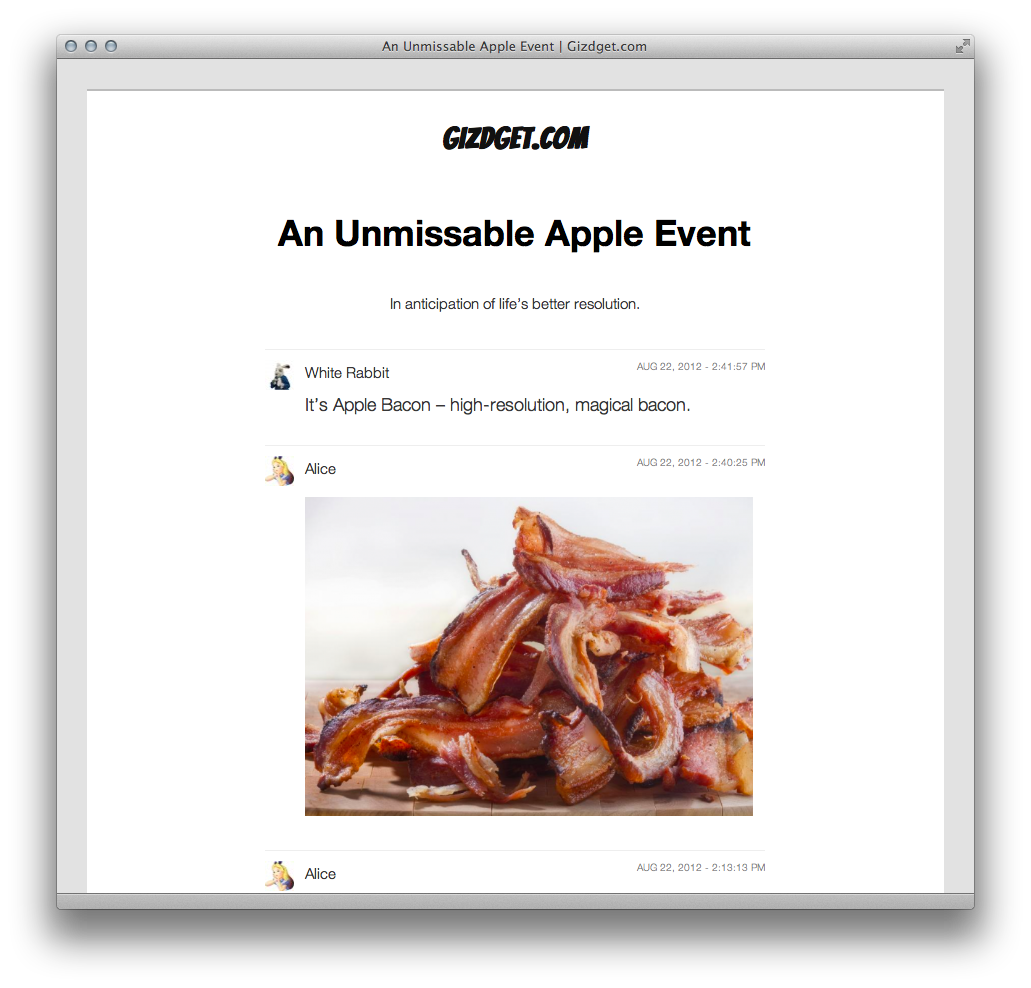 An Unmissable Apple Event | Gizdget.com
GIZDGET.COM
An Unmissable Apple Event
In anticipation of life’s better resolution.
White Rabbit
AUG 22, 2012 - 2:41:57 PM
It’s Apple Bacon – high-resolution, magical bacon.
Alice
AUG 22, 2012 - 2:40:25 PM
Alice
AUG 22, 2012 - 2:13:13 PM